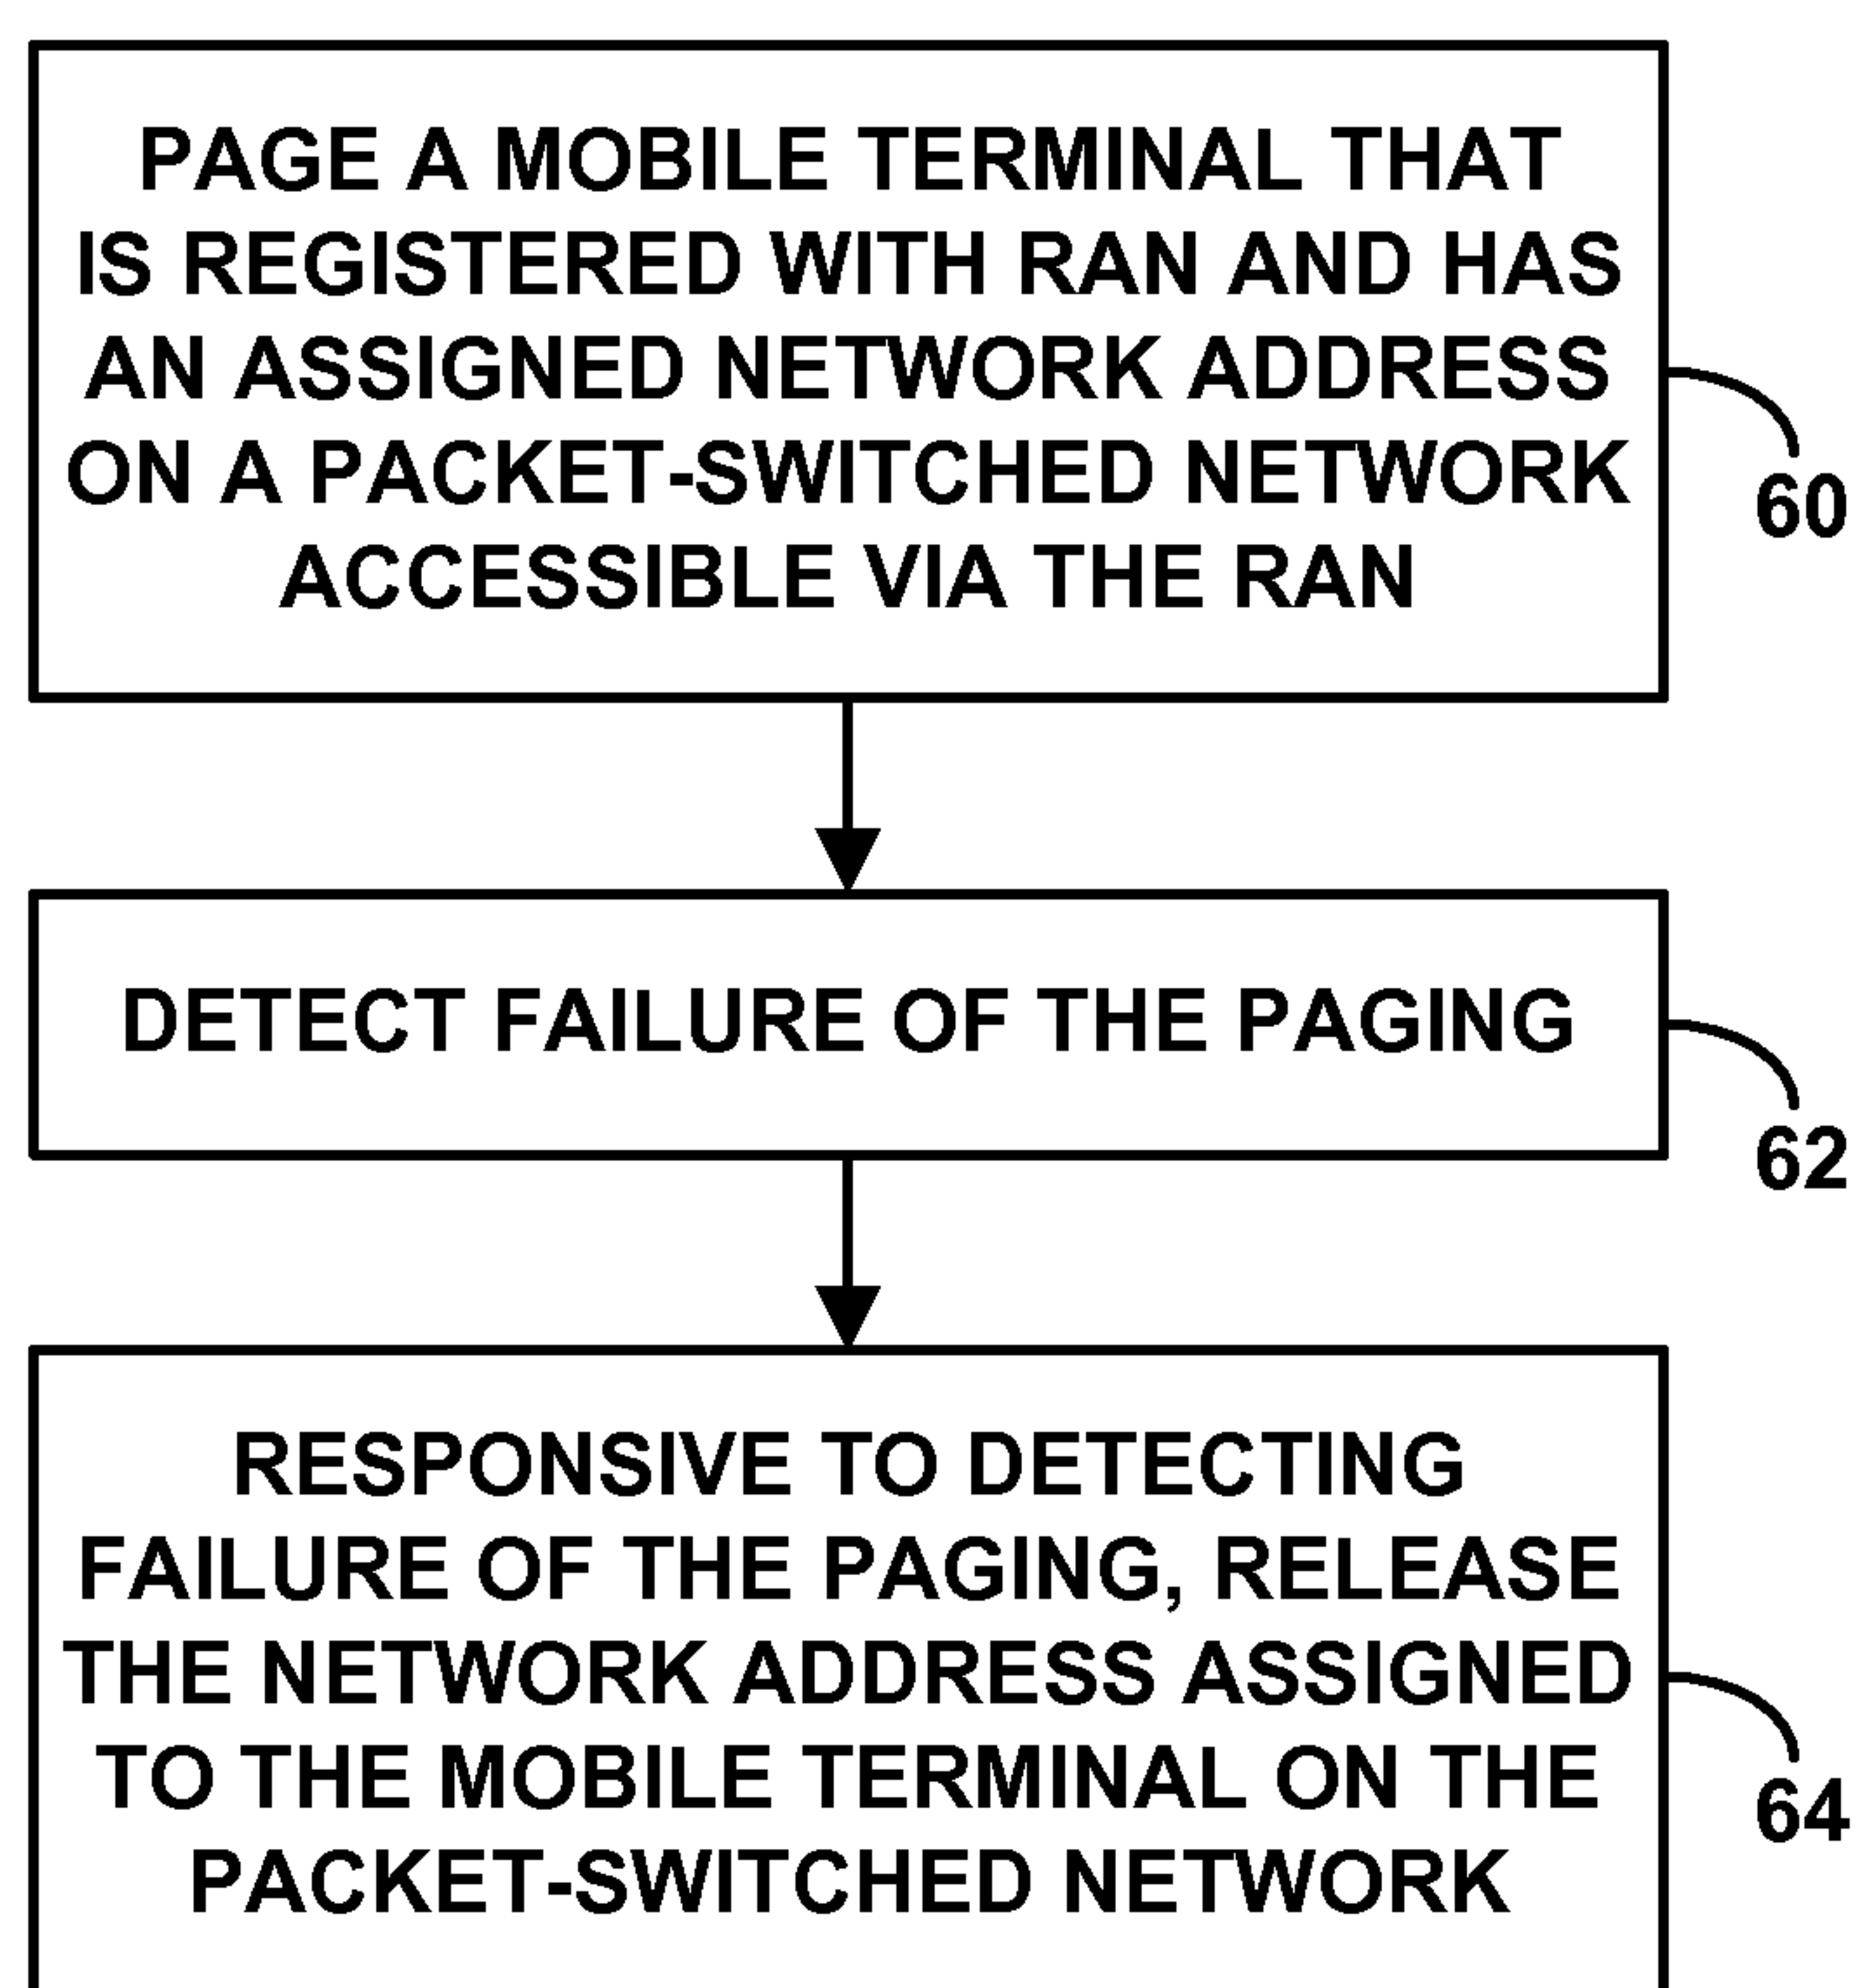 PAGE A MOBILE TERMINAL THAT
IS REGISTERED WITH RAN AND HAS
AN ASSIGNED NETWORK ADDRESS
ON A PACKET-SWITCHED NETWORK
ACCESSIBLE VIA THE RAN
60
DETECT FAILURE OF THE PAGING
62
RESPONSIVE TO DETECTING
FAILURE OF THE PAGING, RELEASE
THE NETWORK ADDRESS ASSIGNED
TO THE MOBILE TERMINAL ON THE
PACKET-SWITCHED NETWORK
64